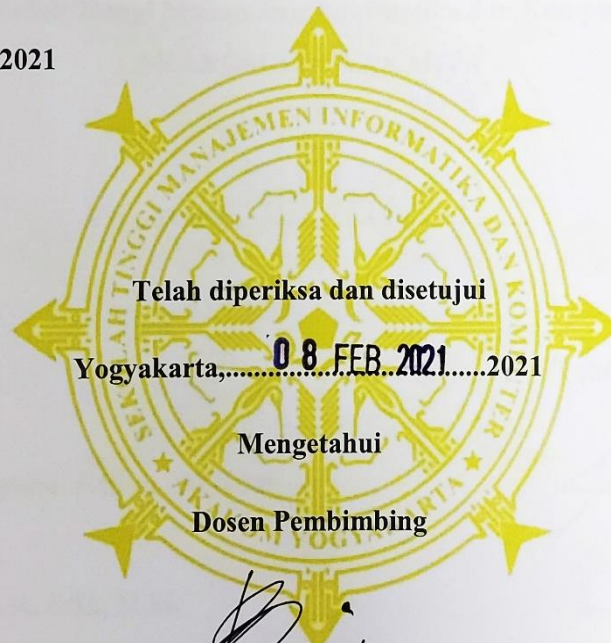 2021
SEKOLAH TINGGI MANAJEMEN INFORMATIKA DAN KOMPUTER
Telah diperiksa dan disetujui
Yogyakarta,..........08 FEB 2021......2021
Mengetahui
Dosen Pembimbing
★ AKAKOM YOGYAKARTA ★